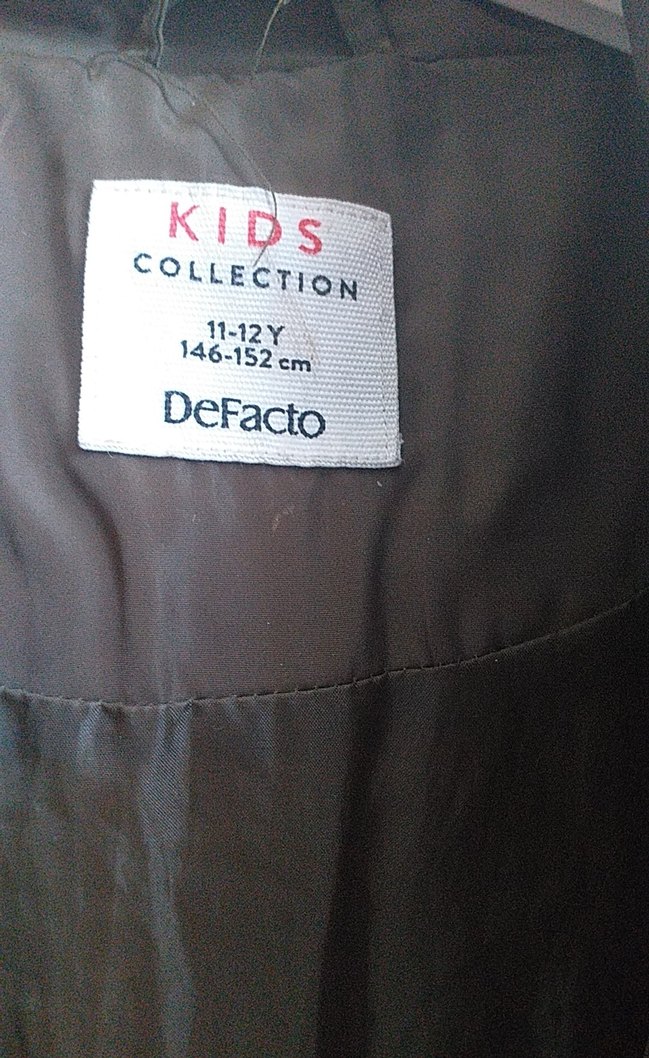 KIDS
COLLECTION
11-12 Y
146-152 cm
DeFacto